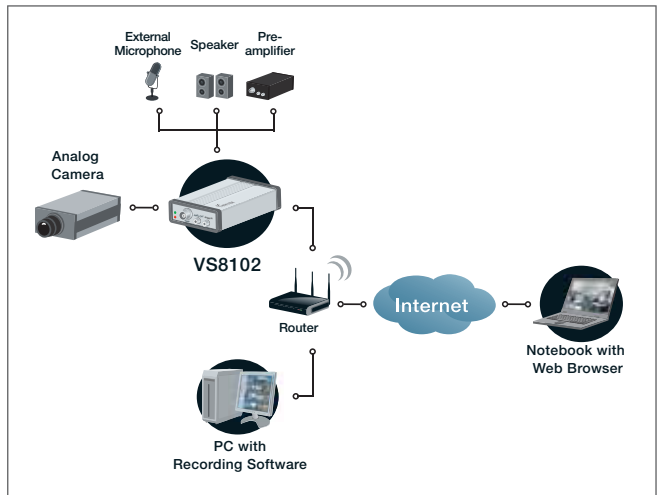 External
Microphone
Speaker
Pre-
amplifier
Analog
Camera
VS8102
Router
Internet
Notebook with
Web Browser
PC with
Recording Software